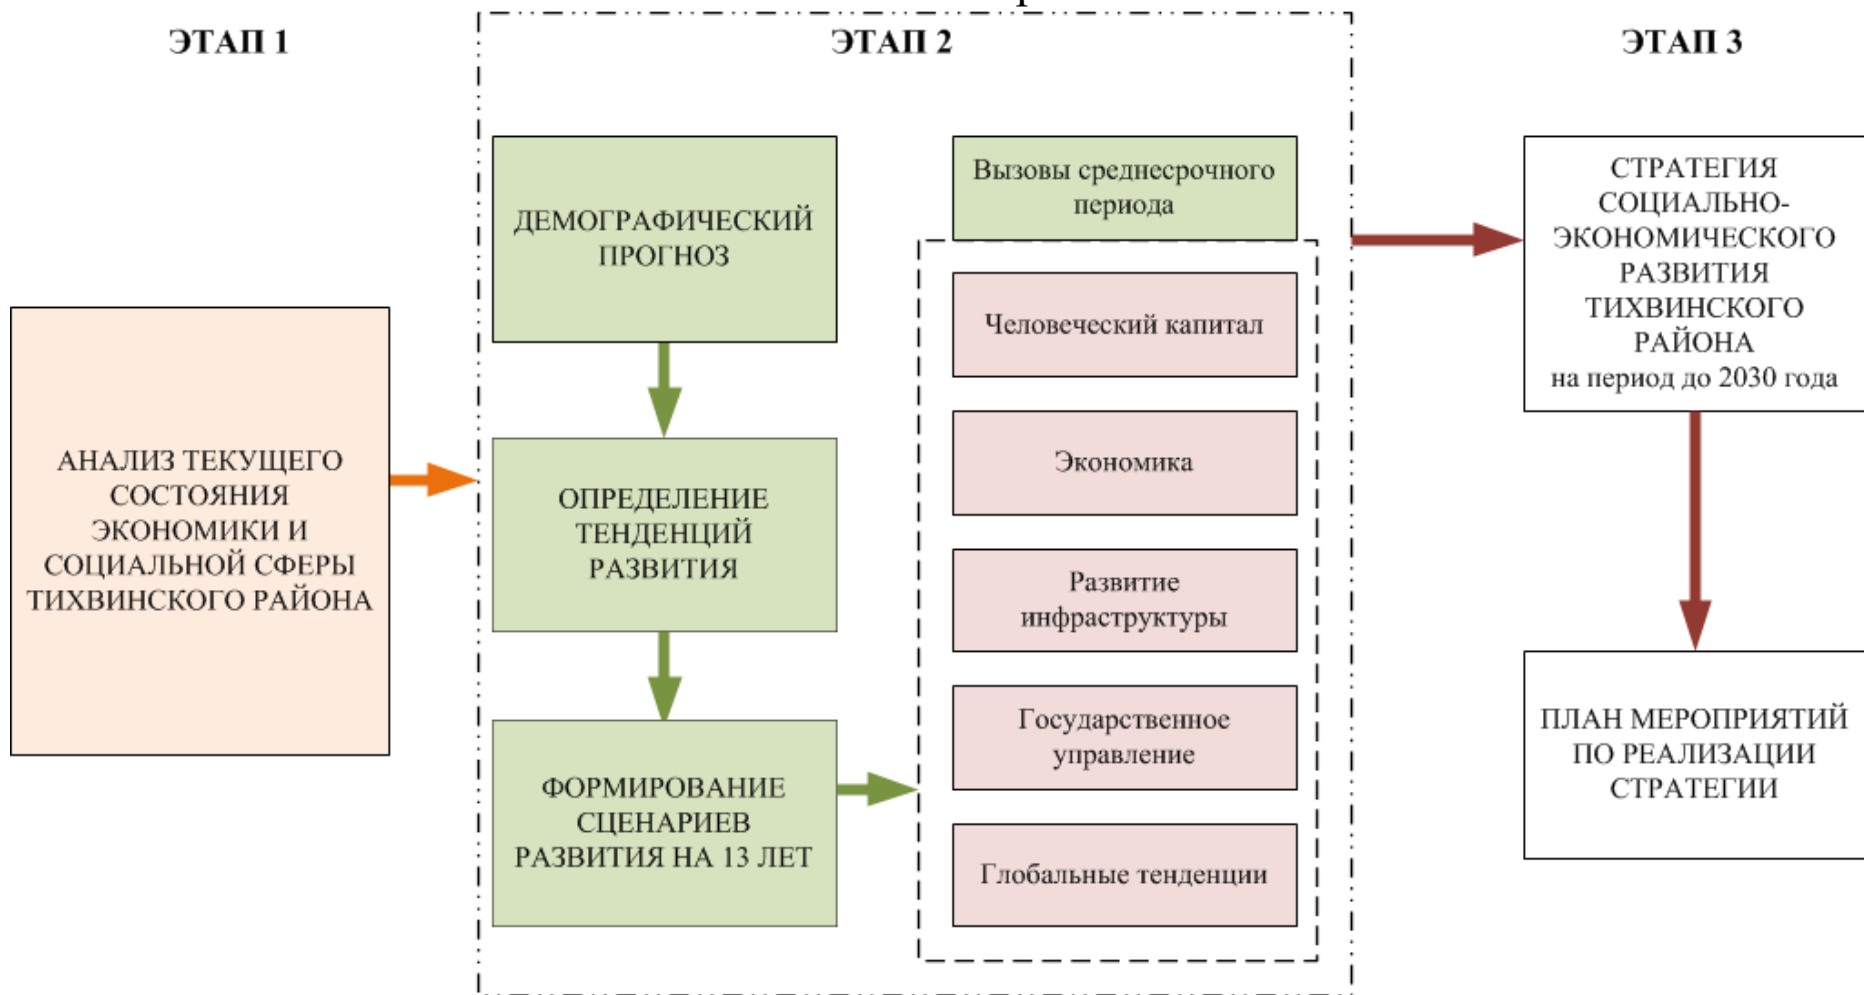 ЭТАП 1
ЭТАП 2
ЭТАП 3
АНАЛИЗ ТЕКУЩЕГО
СОСТОЯНИЯ
ЭКОНОМИКИ И
СОЦИАЛЬНОЙ СФЕРЫ
ТИХВИНСКОГО РАЙОНА
ДЕМОГРАФИЧЕСКИЙ
ПРОГНОЗ
ОПРЕДЕЛЕНИЕ
ТЕНДЕНЦИЙ
РАЗВИТИЯ
ФОРМИРОВАНИЕ
СЦЕНАРИЕВ
РАЗВИТИЯ НА 13 ЛЕТ
Вызовы среднесрочного
периода
Человеческий капитал
Экономика
Развитие
инфраструктуры
Государственное
управление
Глобальные тенденции
СТРАТЕГИЯ
СОЦИАЛЬНО-
ЭКОНОМИЧЕСКОГО
РАЗВИТИЯ
ТИХВИНСКОГО
РАЙОНА
на период до 2030 года
ПЛАН МЕРОПРИЯТИЙ
ПО РЕАЛИЗАЦИИ
СТРАТЕГИИ